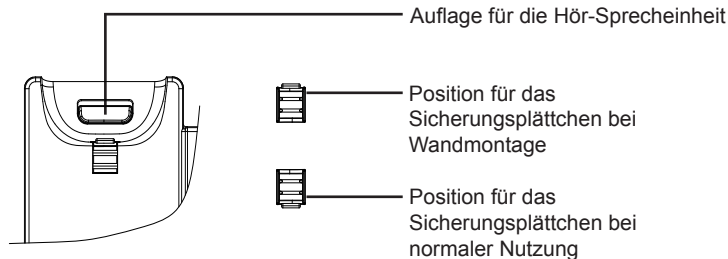 Auflage für die Hör-Sprecheinheit
Position für das
Sicherungsplättchen bei
Wandmontage
Position für das
Sicherungsplättchen bei
normaler Nutzung